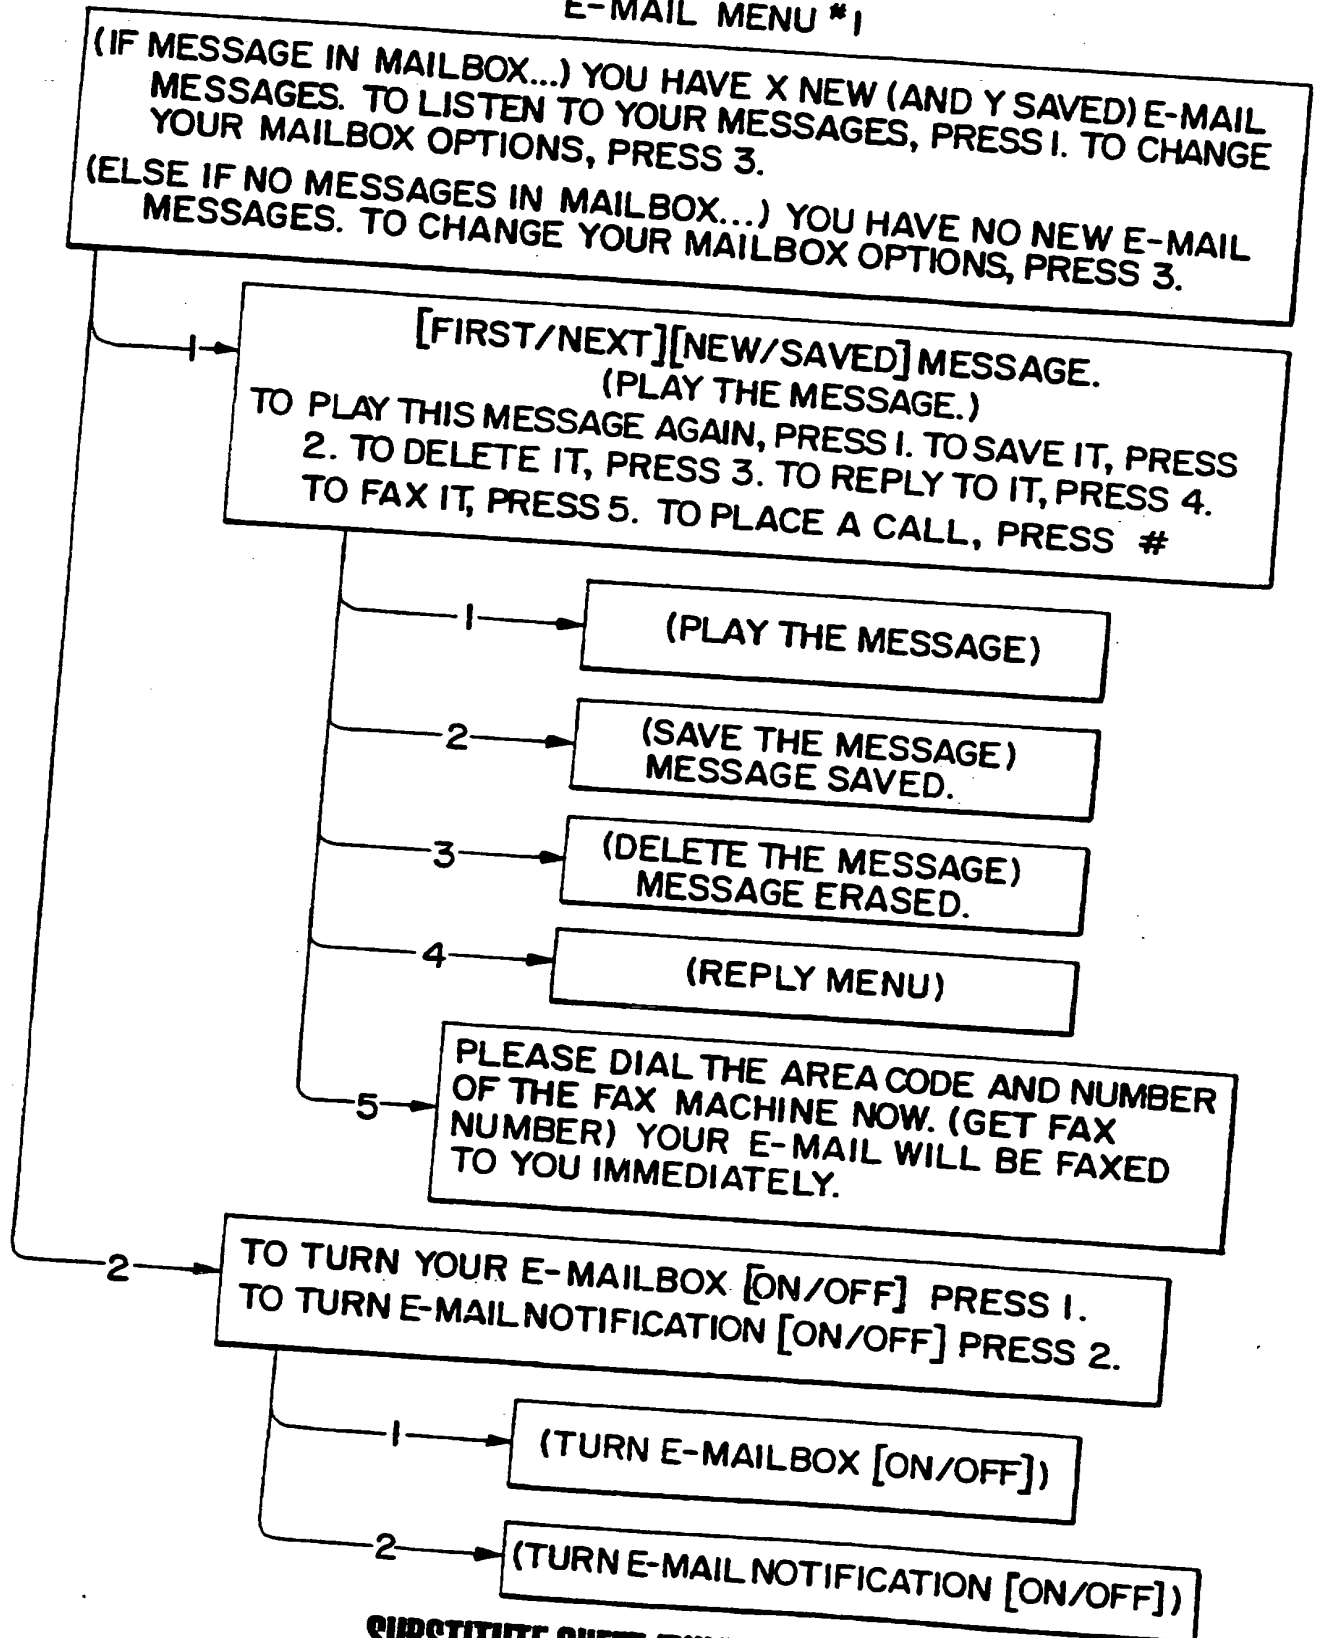 E-MAIL MENU #1
(IF MESSAGE IN MAILBOX...) YOU HAVE X NEW (AND Y SAVED) E-MAIL
MESSAGES. TO LISTEN TO YOUR MESSAGES, PRESS 1. TO CHANGE
YOUR MAILBOX OPTIONS, PRESS 3.
(ELSE IF NO MESSAGES IN MAILBOX...) YOU HAVE NO NEW E-MAIL
MESSAGES. TO CHANGE YOUR MAILBOX OPTIONS, PRESS 3.
1
[FIRST/NEXT][NEW/SAVED] MESSAGE.
(PLAY THE MESSAGE.)
TO PLAY THIS MESSAGE AGAIN, PRESS 1. TO SAVE IT, PRESS
2. TO DELETE IT, PRESS 3. TO REPLY TO IT, PRESS 4.
TO FAX IT, PRESS 5. TO PLACE A CALL, PRESS #
1
(PLAY THE MESSAGE)
2
(SAVE THE MESSAGE)
MESSAGE SAVED.
3
(DELETE THE MESSAGE)
MESSAGE ERASED.
4
(REPLY MENU)
5
PLEASE DIAL THE AREA CODE AND NUMBER
OF THE FAX MACHINE NOW. (GET FAX
NUMBER) YOUR E-MAIL WILL BE FAXED
TO YOU IMMEDIATELY.
2
TO TURN YOUR E-MAILBOX [ON/OFF] PRESS 1.
TO TURN E-MAIL NOTIFICATION [ON/OFF] PRESS 2.
1
(TURN E-MAILBOX [ON/OFF])
2
(TURN E-MAIL NOTIFICATION [ON/OFF])
SUBSTITUTE SHEET